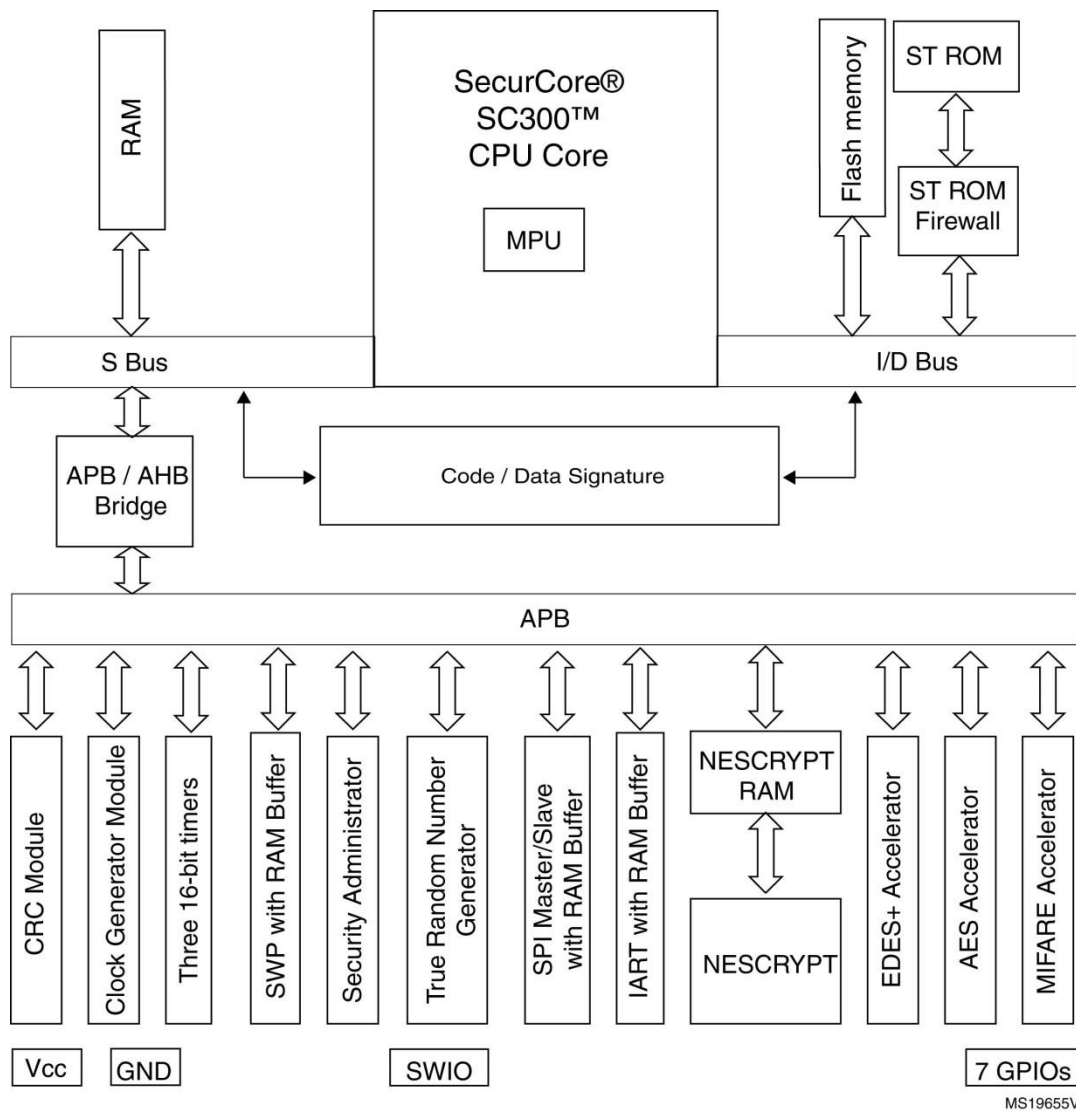 SecurCore®
SC300™
CPU Core
MPU
RAM
Flash memory
ST ROM
ST ROM
Firewall
S Bus
I/D Bus
APB / AHB
Bridge
Code / Data Signature
APB
CRC Module
Clock Generator Module
Three 16-bit timers
SWP with RAM Buffer
Security Administrator
True Random Number
Generator
SPI Master/Slave
with RAM Buffer
IART with RAM Buffer
NESCRYPT
RAM
NESCRYPT
EDES+ Accelerator
AES Accelerator
MIFARE Accelerator
Vcc
GND
SWIO
7 GPIOs
MS19655V